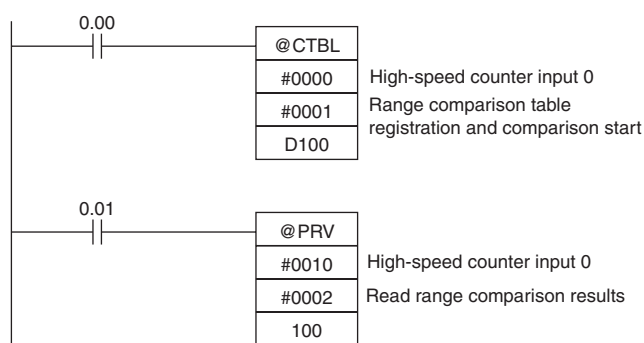 0.00
@CTBL
#0000 High-speed counter input 0
#0001 Range comparison table
registration and comparison start
D100
0.01
@PRV
#0010 High-speed counter input 0
#0002 Read range comparison results
100